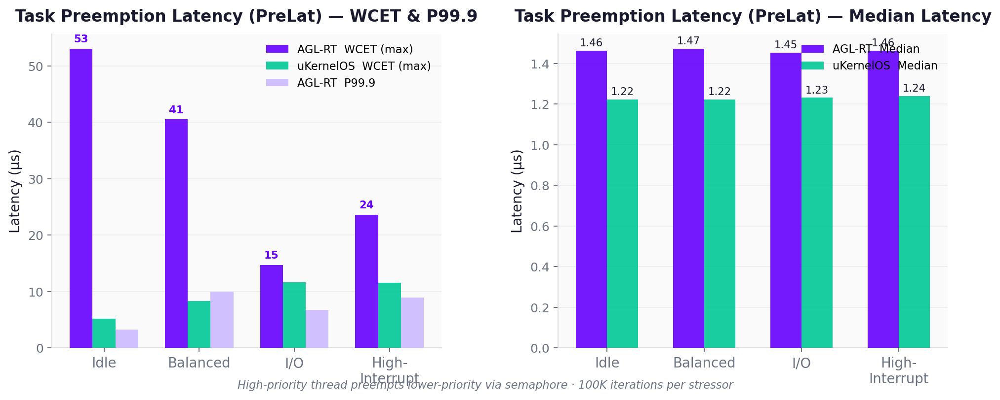 Task Preemption Latency (PreLat) — WCET & P99.9
53
41
15
24
AGL-RT  WCET (max)
uKernelOS  WCET (max)
AGL-RT  P99.9
Latency (µs)
50
40
30
20
10
0
Idle
Balanced
I/O
High-
Interrupt
Task Preemption Latency (PreLat) — Median Latency
1.46
1.22
1.47
1.22
1.45
1.23
1.46
1.24
AGL-RT  Median
uKernelOS  Median
Latency (µs)
1.4
1.2
1.0
0.8
0.6
0.4
0.2
0.0
Idle
Balanced
I/O
High-
Interrupt
High-priority thread preempts lower-priority via semaphore · 100K iterations per stressor